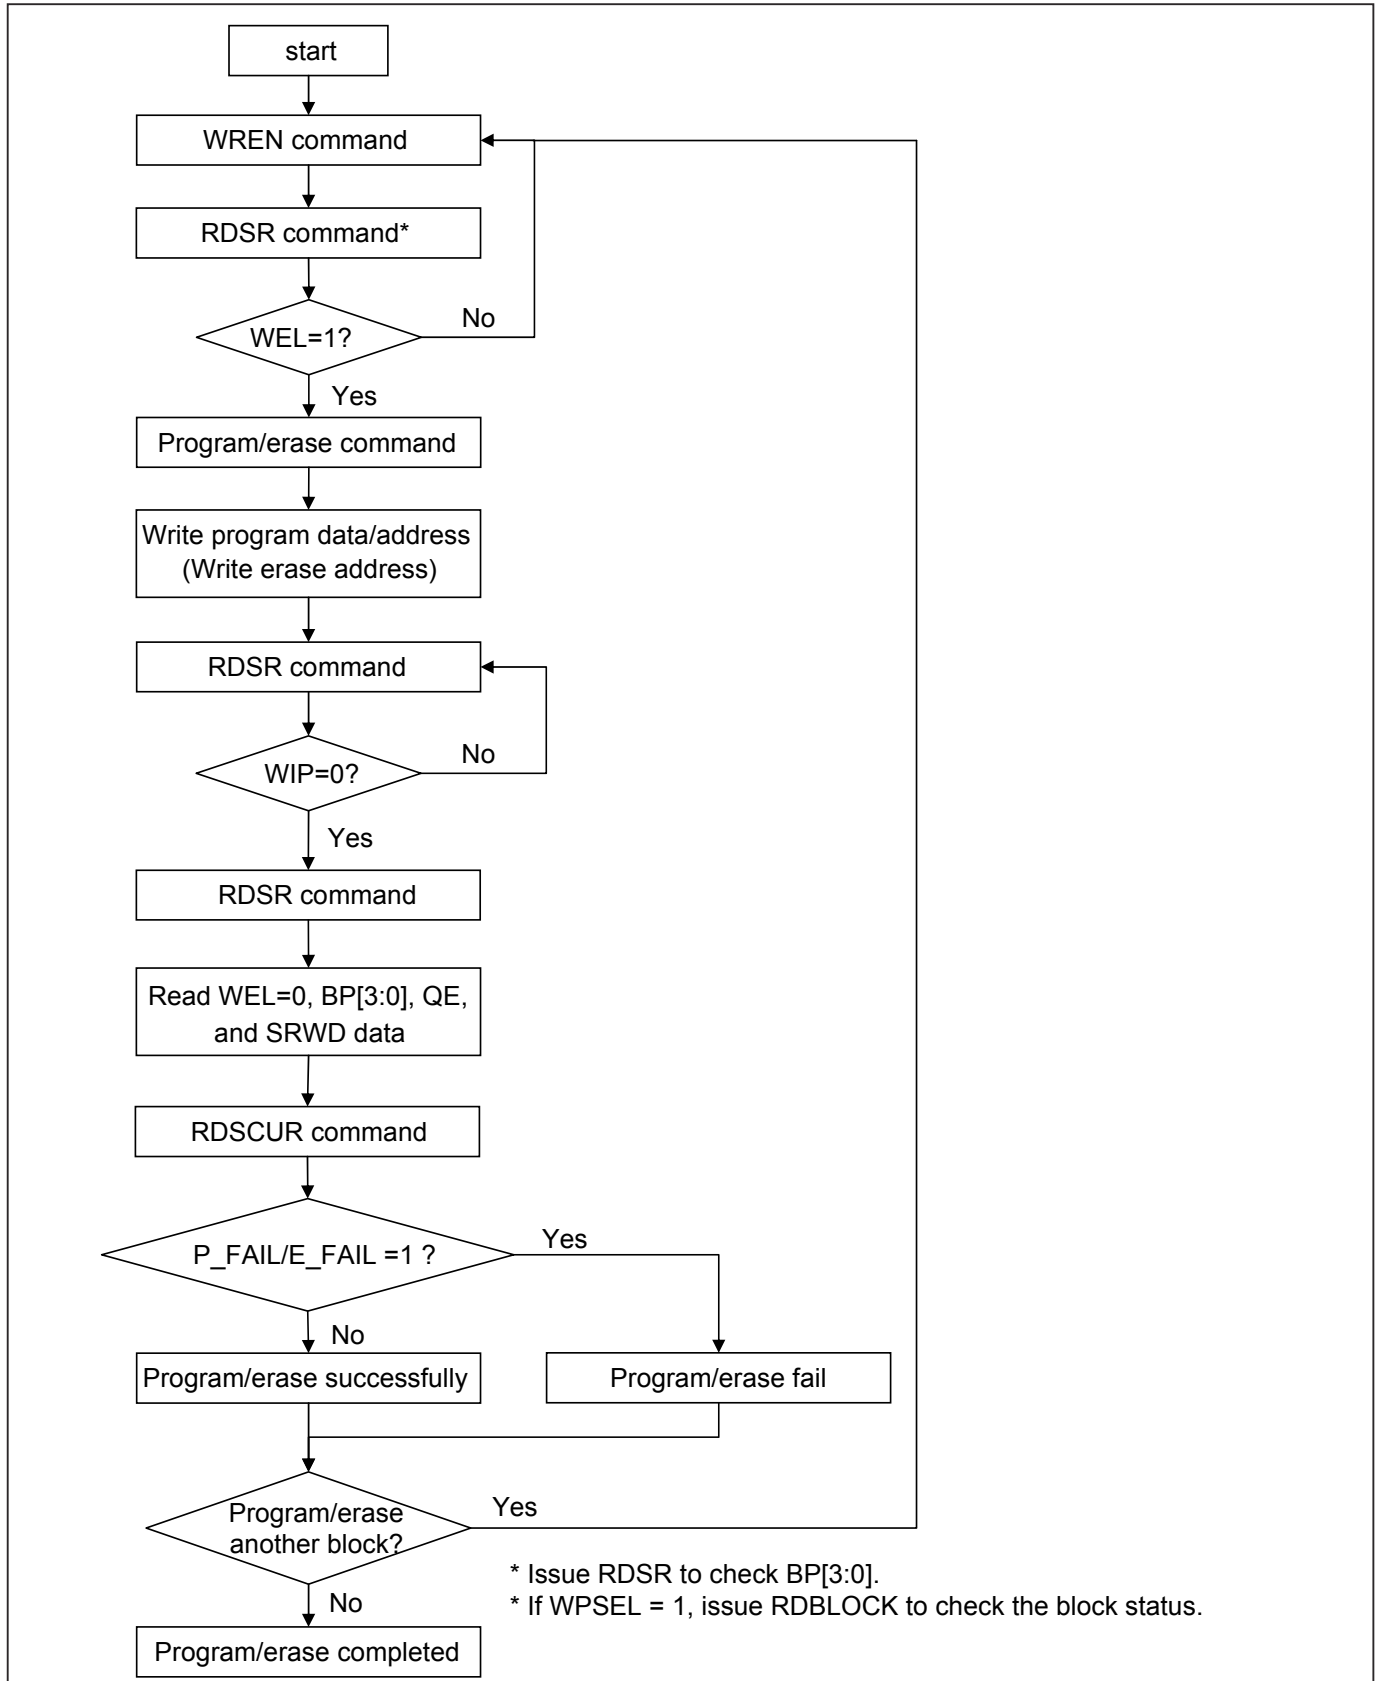 start
WREN command
RDSR command*
WEL=1?
No
Yes
Program/erase command
Write program data/address
(Write erase address)
RDSR command
WIP=0?
No
Yes
RDSR command
Read WEL=0, BP[3:0], QE,
and SRWD data
RDSCUR command
P_FAIL/E_FAIL =1 ?
Yes
No
Program/erase successfully
Program/erase fail
Program/erase
another block?
Yes
No
* Issue RDSR to check BP[3:0].
* If WPSEL = 1, issue RDBLOCK to check the block status.
Program/erase completed